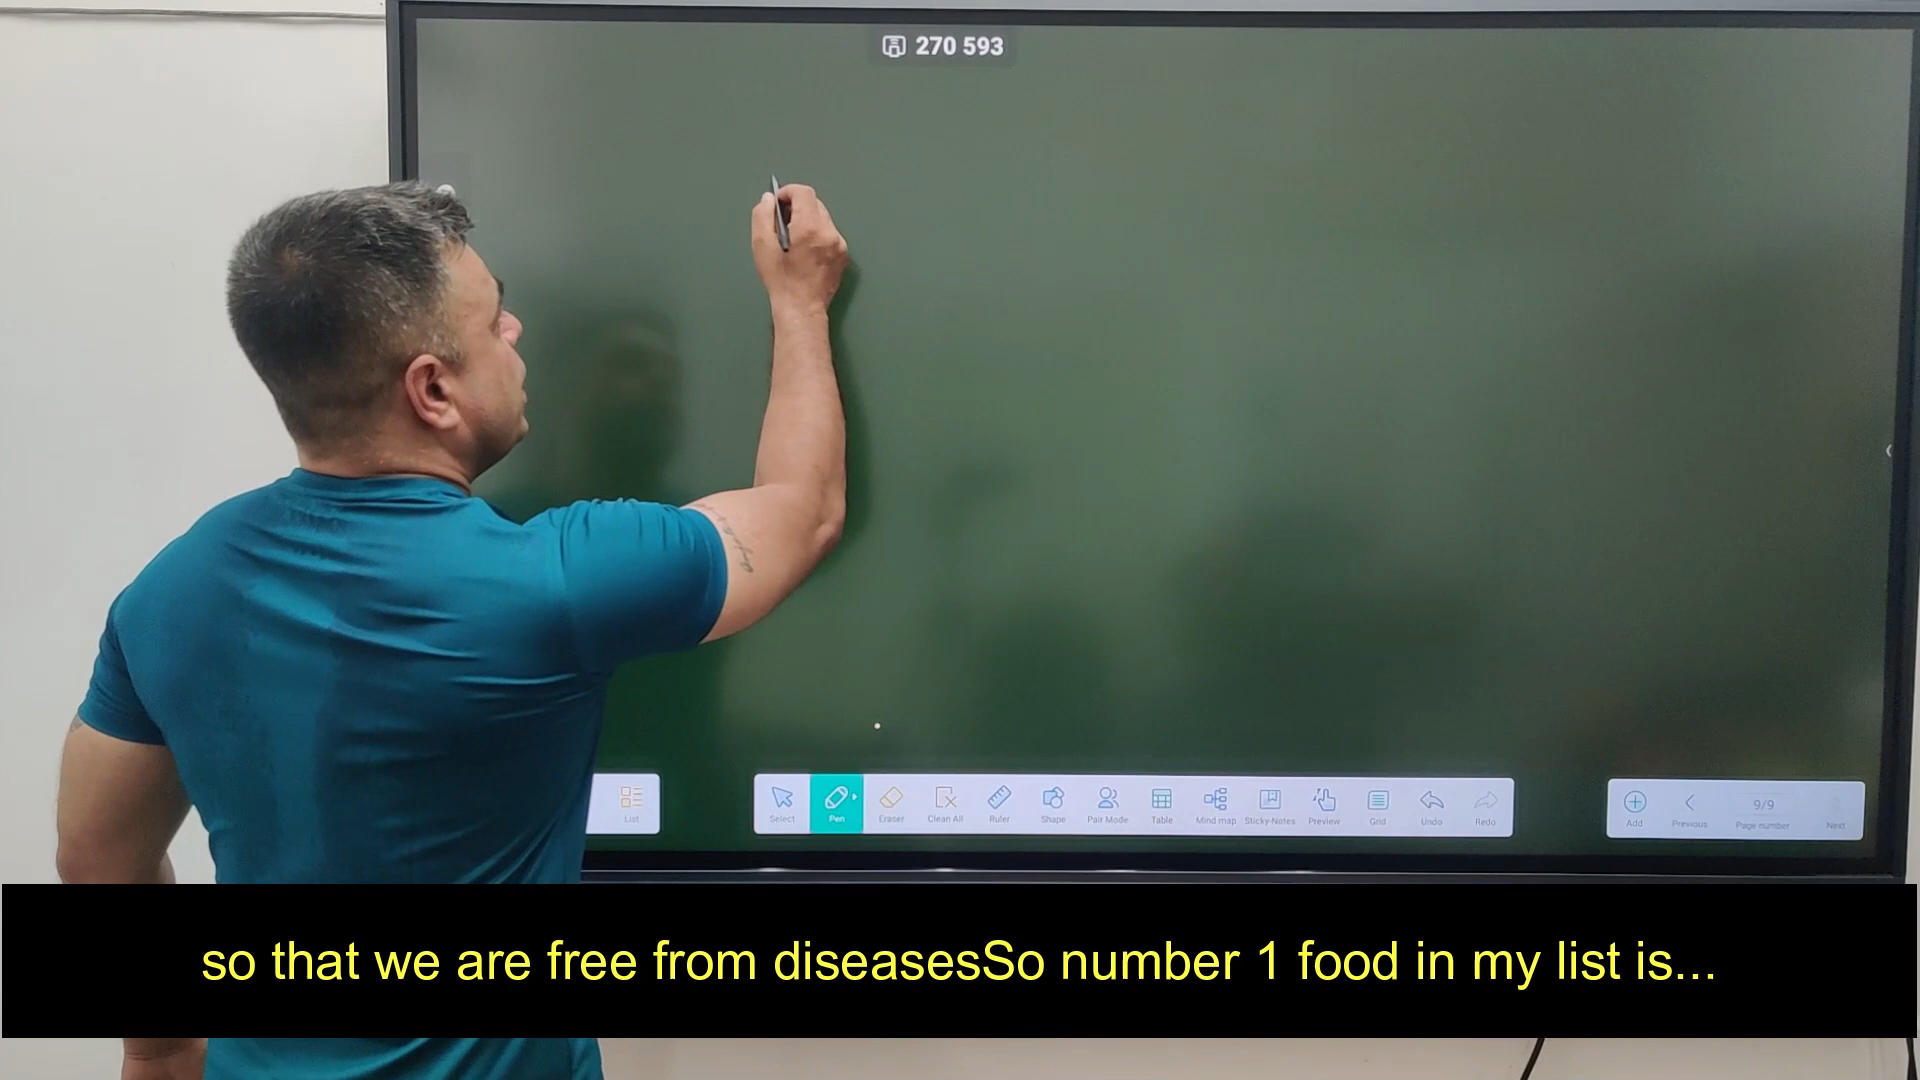 270 593
List
Select
Pen
Eraser
Clean All
Ruler
Shape
Pair Mode
Table
Mind map
Sticky-Notes
Preview
Grid
Undo
Redo
Add
Previous
9/9
Page number
Next
so that we are free from diseasesSo number 1 food in my list is...